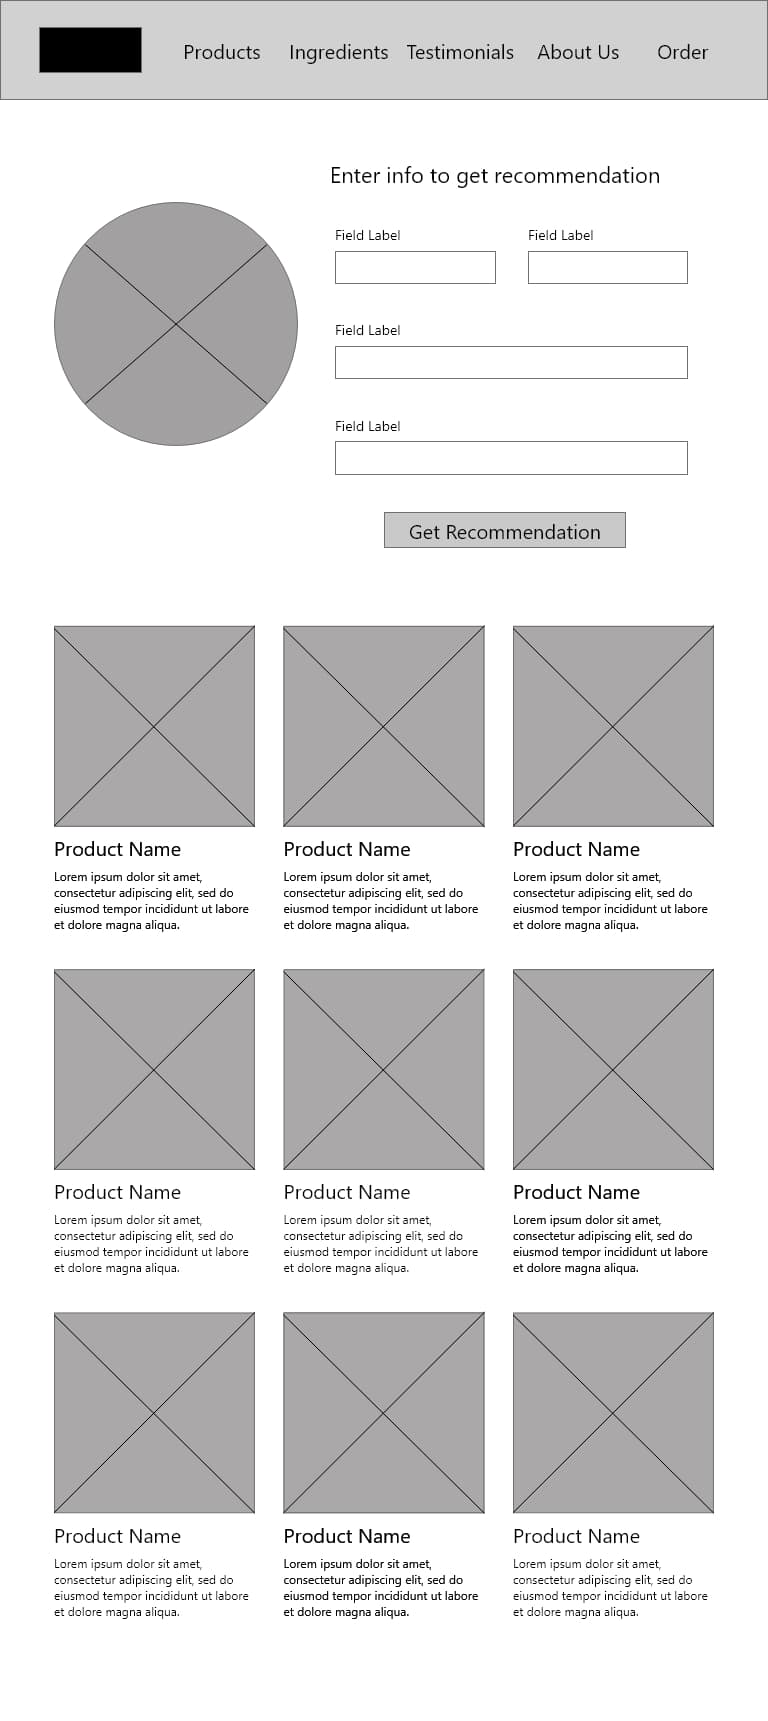 Products Ingredients Testimonials About Us Order
Enter info to get recommendation
Field Label Field Label
Field Label
Field Label
Get Recommendation
Product Name
Lorem ipsum dolor sit amet,
consectetur adipiscing elit, sed do
eiusmod tempor incididunt ut labore
et dolore magna aliqua.
Product Name
Lorem ipsum dolor sit amet,
consectetur adipiscing elit, sed do
eiusmod tempor incididunt ut labore
et dolore magna aliqua.
Product Name
Lorem ipsum dolor sit amet,
consectetur adipiscing elit, sed do
eiusmod tempor incididunt ut labore
et dolore magna aliqua.
Product Name
Lorem ipsum dolor sit amet,
consectetur adipiscing elit, sed do
eiusmod tempor incididunt ut labore
et dolore magna aliqua.
Product Name
Lorem ipsum dolor sit amet,
consectetur adipiscing elit, sed do
eiusmod tempor incididunt ut labore
et dolore magna aliqua.
Product Name
Lorem ipsum dolor sit amet,
consectetur adipiscing elit, sed do
eiusmod tempor incididunt ut labore
et dolore magna aliqua.
Product Name
Lorem ipsum dolor sit amet,
consectetur adipiscing elit, sed do
eiusmod tempor incididunt ut labore
et dolore magna aliqua.
Product Name
Lorem ipsum dolor sit amet,
consectetur adipiscing elit, sed do
eiusmod tempor incididunt ut labore
et dolore magna aliqua.
Product Name
Lorem ipsum dolor sit amet,
consectetur adipiscing elit, sed do
eiusmod tempor incididunt ut labore
et dolore magna aliqua.